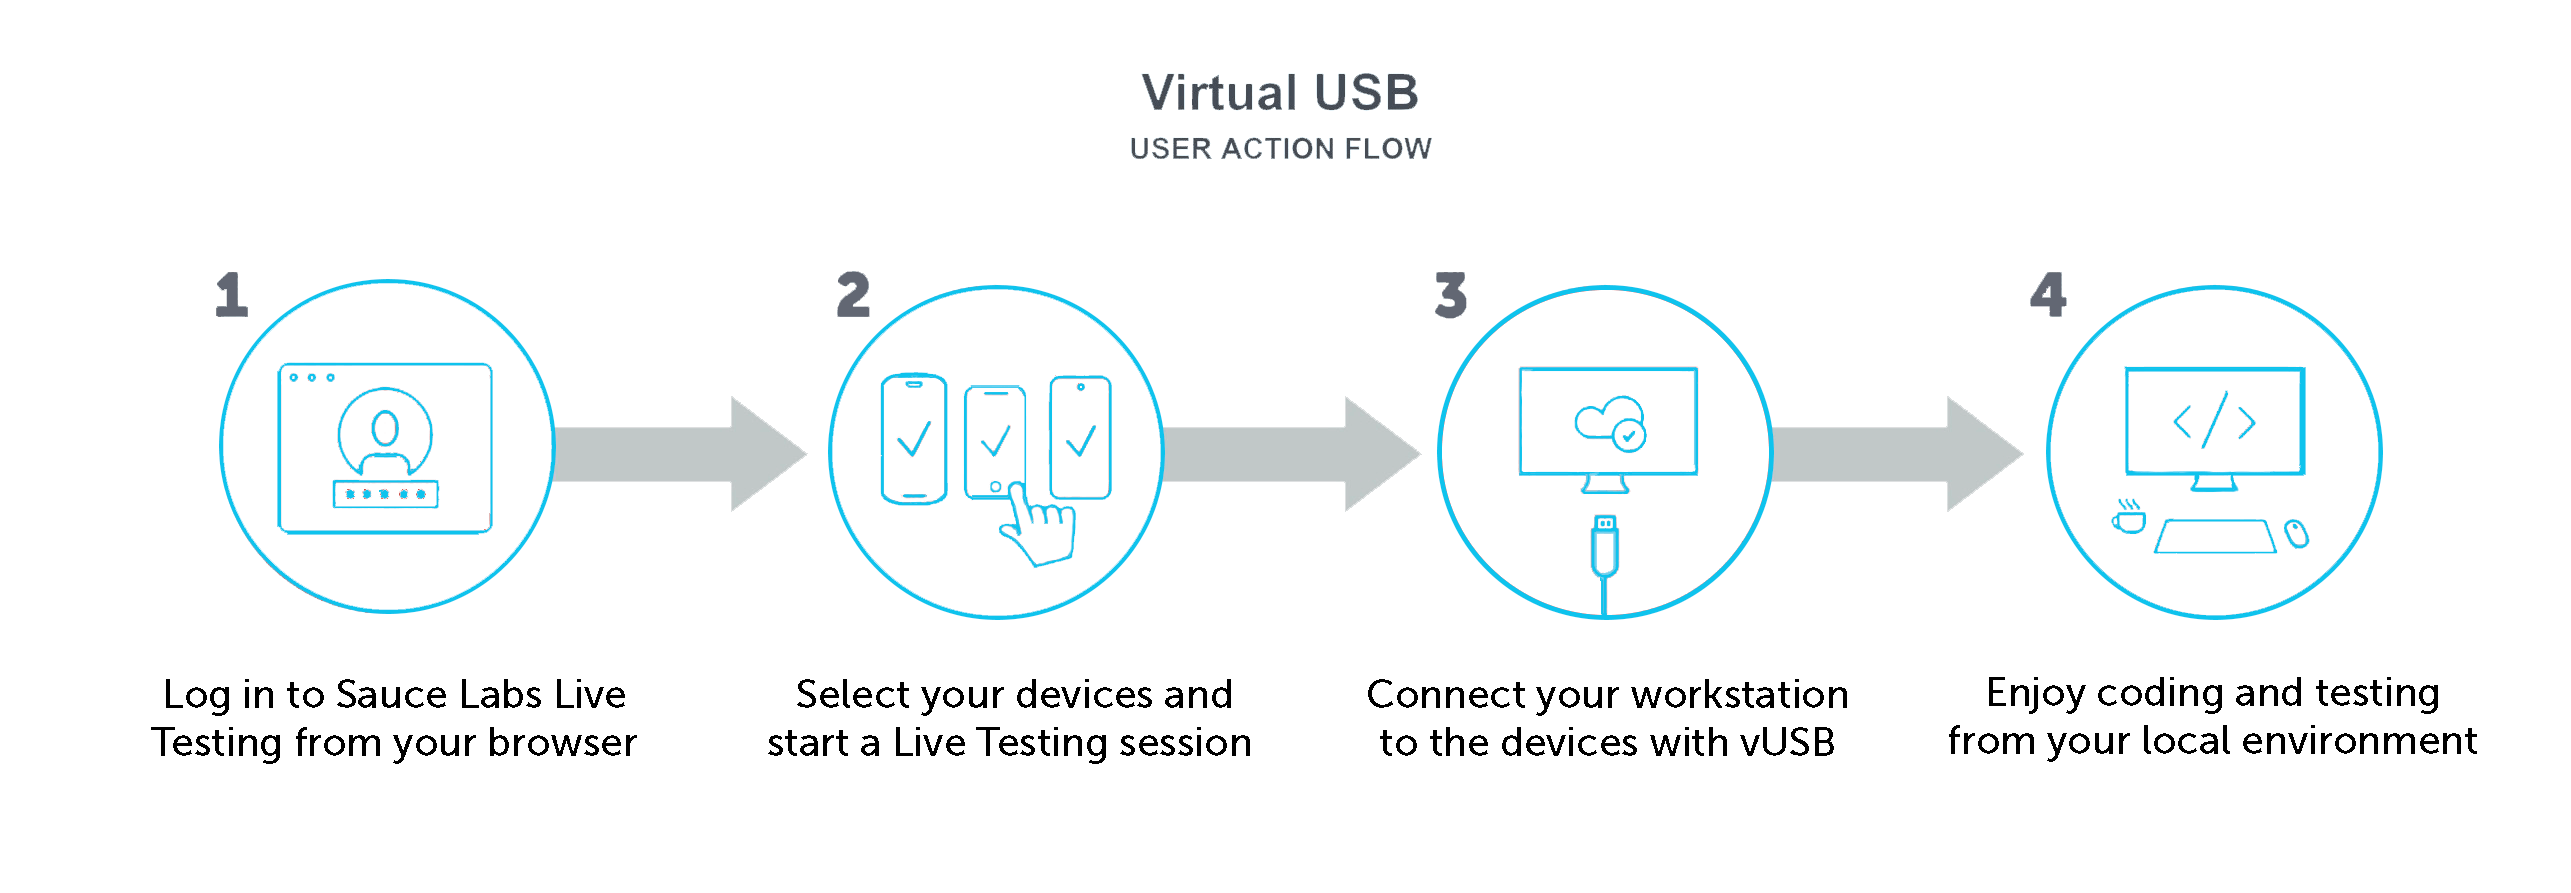 Virtual USB
USER ACTION FLOW
1
Log in to Sauce Labs Live
Testing from your browser
2
Select your devices and
start a Live Testing session
3
Connect your workstation
to the devices with vUSB
4
Enjoy coding and testing
from your local environment